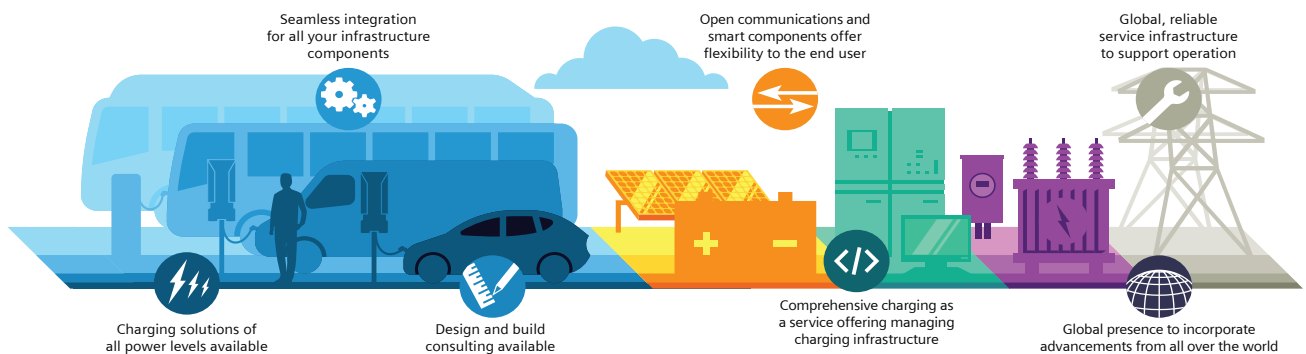 Seamless integration
for all your infrastructure
components
Open communications and
smart components offer
flexibility to the end user
Global, reliable
service infrastructure
to support operation
</>
Charging solutions of
all power levels available
Design and build
consulting available
Comprehensive charging as
a service offering managing
charging infrastructure
Global presence to incorporate
advancements from all over the world